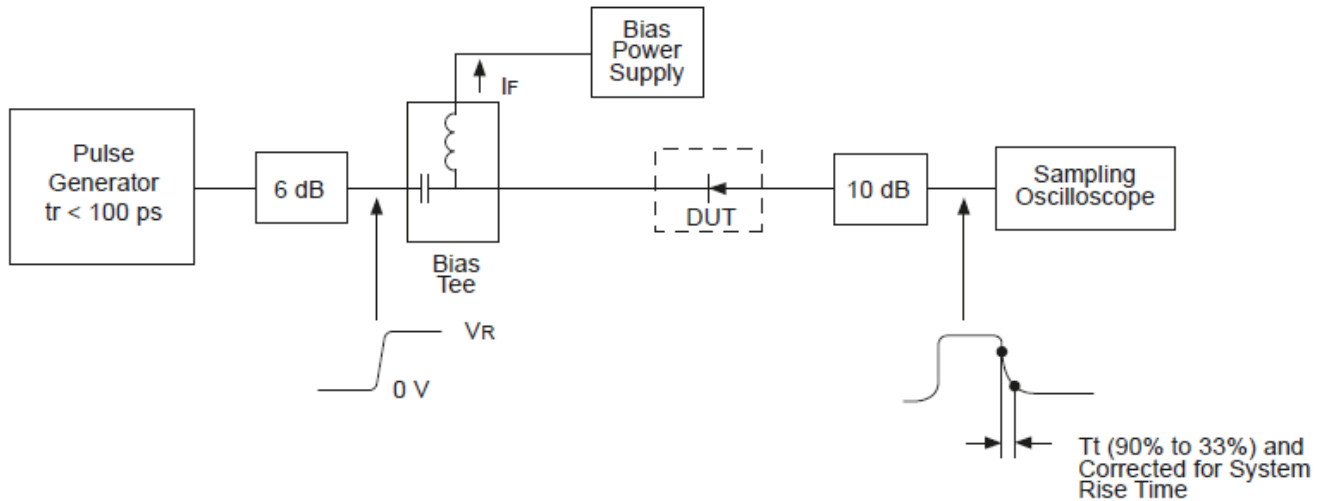 Bias
Power
Supply
IF
Pulse
Generator
tr < 100 ps
6 dB
Bias
Tee
DUT
10 dB
Sampling
Oscilloscope
VR
0 V
Tt (90% to 33%) and
Corrected for System
Rise Time